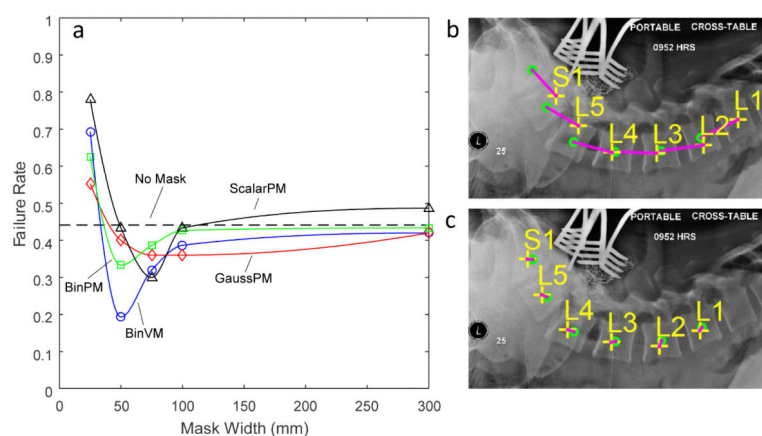 a
Failure Rate
1
0.9
0.8
0.7
0.6
0.5
0.4
0.3
0.2
0.1
0
No Mask
ScalarPM
BinPM
GaussPM
BinVM
0 50 100 150 200 250 300
Mask Width (mm)
b
PORTABLE CROSS-TABLE
L
0952 HRS
S1
L5
L4
L3
L2
L1
L
25
c
PORTABLE CROSS-TABLE
L
0952 HRS
S1
L5
L4
L3
L2
L1
L
25